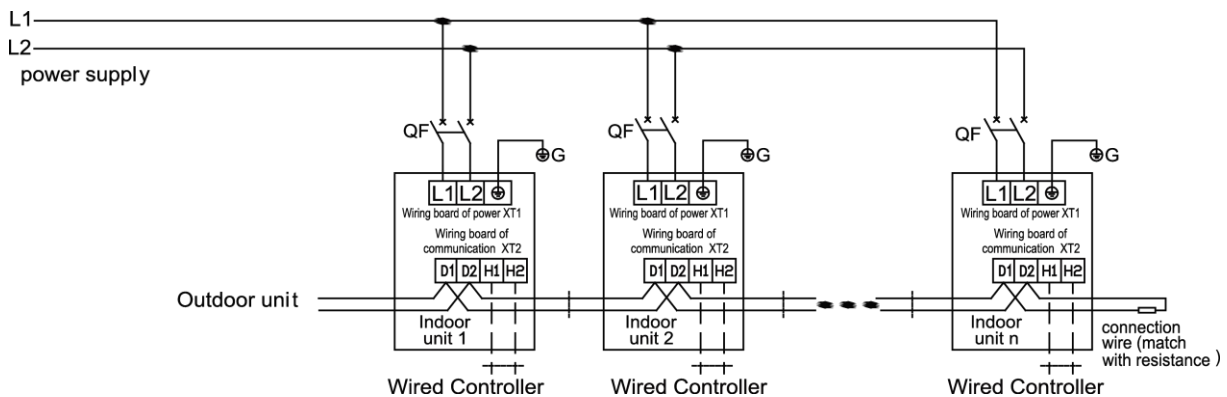 L1
L2
power supply
QF
G
QF
G
QF
G
L1 L2
L1 L2
L1 L2
Wiring board of power XT1
Wiring board of power XT1
Wiring board of power XT1
Wiring board of
communication XT2
Wiring board of
communication XT2
Wiring board of
communication XT2
D1 D2 H1 H2
D1 D2 H1 H2
D1 D2 H1 H2
Outdoor unit
Indoor
unit 1
Indoor
unit 2
Indoor
unit n
connection
wire (match
with resistance )
Wired Controller
Wired Controller
Wired Controller